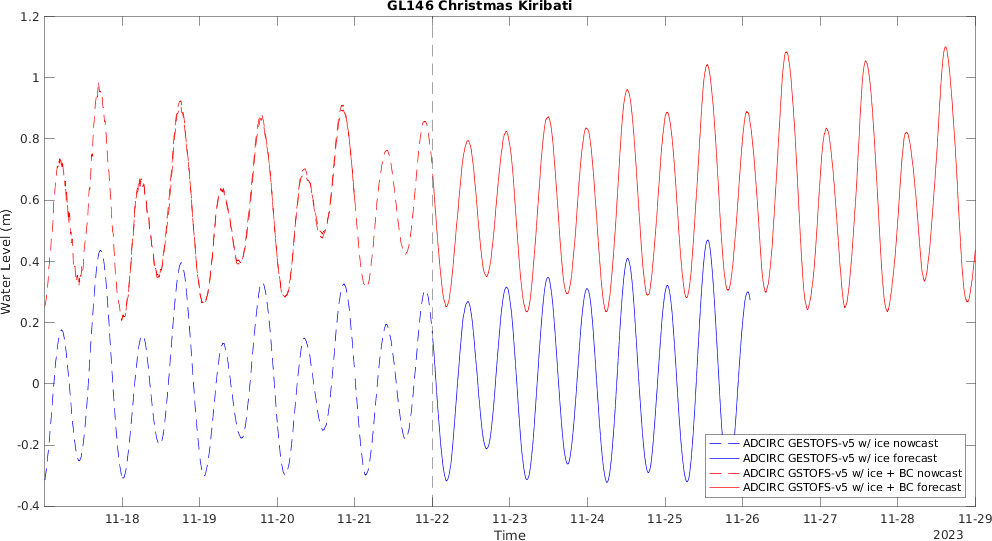 GL146 Christmas Kiribati
1.2
1
0.8
0.6
0.4
0.2
0
-0.2
-0.4
Water Level (m)
ADCIRC GESTOFS-v5 w/ ice nowcast
ADCIRC GESTOFS-v5 w/ ice forecast
ADCIRC GSTOFS-v5 w/ ice + BC nowcast
ADCIRC GSTOFS-v5 w/ ice + BC forecast
11-18 11-19 11-20 11-21 11-22 11-23 11-24 11-25 11-26 11-27 11-28 11-29
Time
2023